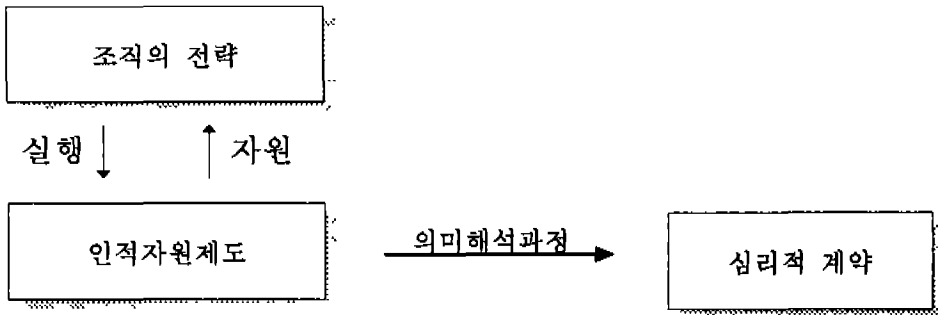 조직의 전략
실행 자원
인적자원제도
의미해석과정
심리적 계약